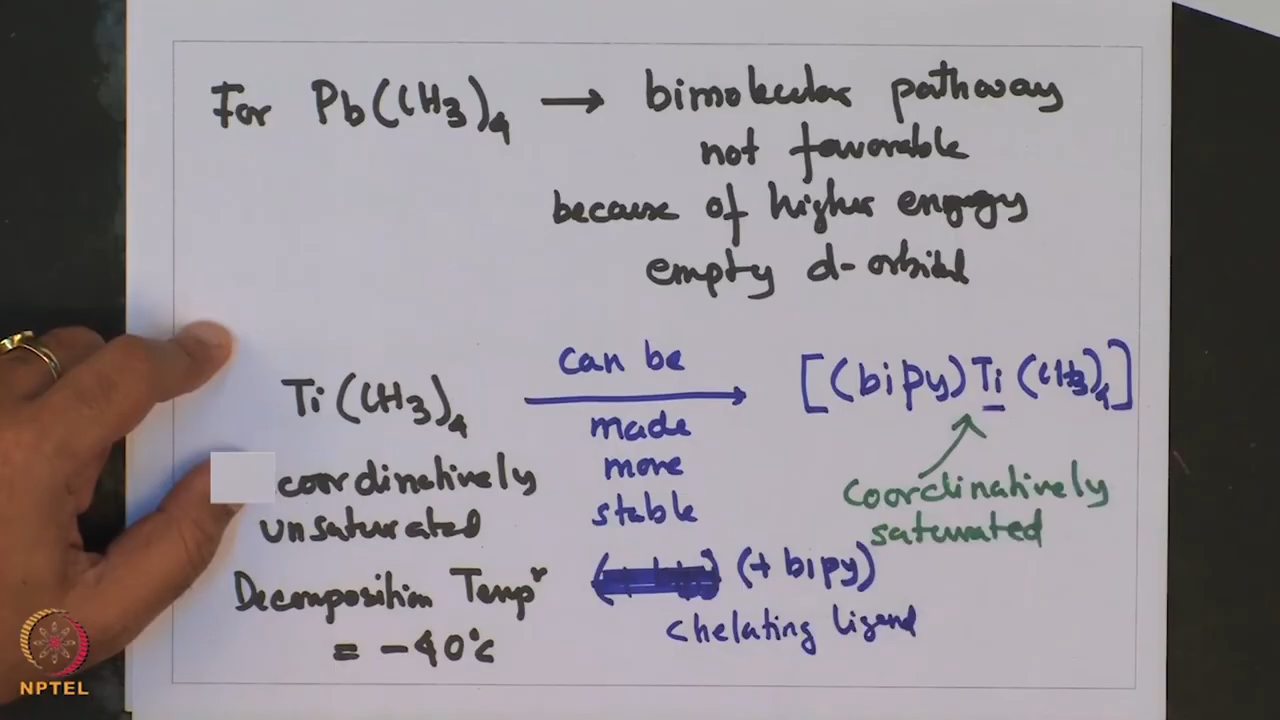 For Pb(CH3)4 → bimolecular pathway
not favorable
because of higher energy
empty d-orbital
Ti(CH3)4 can be made more stable → [(bipy)Ti(CH3)4]
coordinatively
unsaturated
Decomposition Tempr
= -40°C
(+ bipy)
chelating ligand
coordinatively
saturated
NPTEL